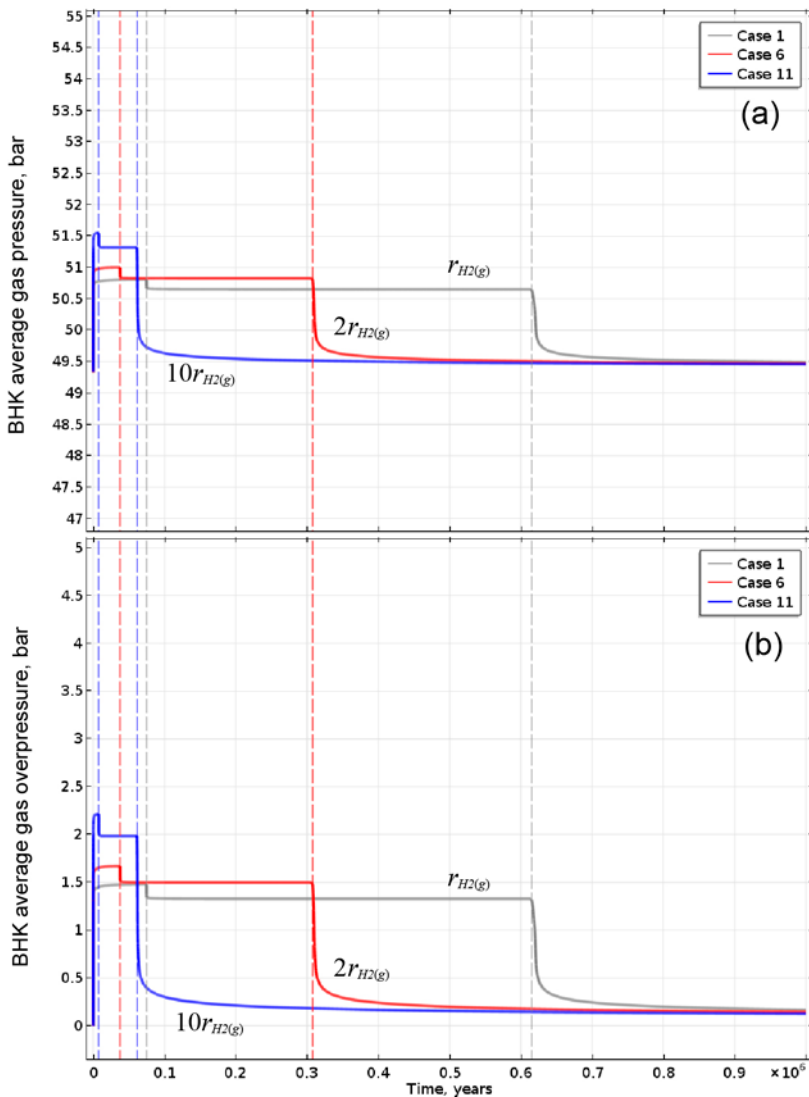 55
54.5
54
53.5
53
52.5
52
51.5
51
50.5
50
49.5
49
48.5
48
47.5
47
BHK average gas pressure, bar
Case 1
Case 6
Case 11
(a)
rH2(g)
2rH2(g)
10rH2(g)
5
4.5
4
3.5
3
2.5
2
1.5
1
0.5
0
BHK average gas overpressure, bar
Case 1
Case 6
Case 11
(b)
rH2(g)
2rH2(g)
10rH2(g)
0 0.1 0.2 0.3 0.4 0.5 0.6 0.7 0.8 0.9 ×10⁶
Time, years